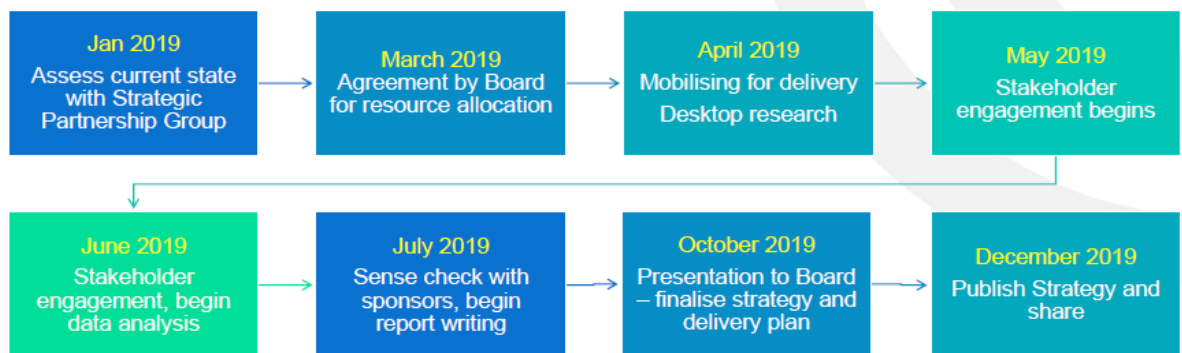 Jan 2019
Assess current state
with Strategic
Partnership Group
March 2019
Agreement by Board
for resource allocation
April 2019
Mobilising for delivery
Desktop research
May 2019
Stakeholder
engagement begins
June 2019
Stakeholder
engagement, begin
data analysis
July 2019
Sense check with
sponsors, begin
report writing
October 2019
Presentation to Board
– finalise strategy and
delivery plan
December 2019
Publish Strategy and
share